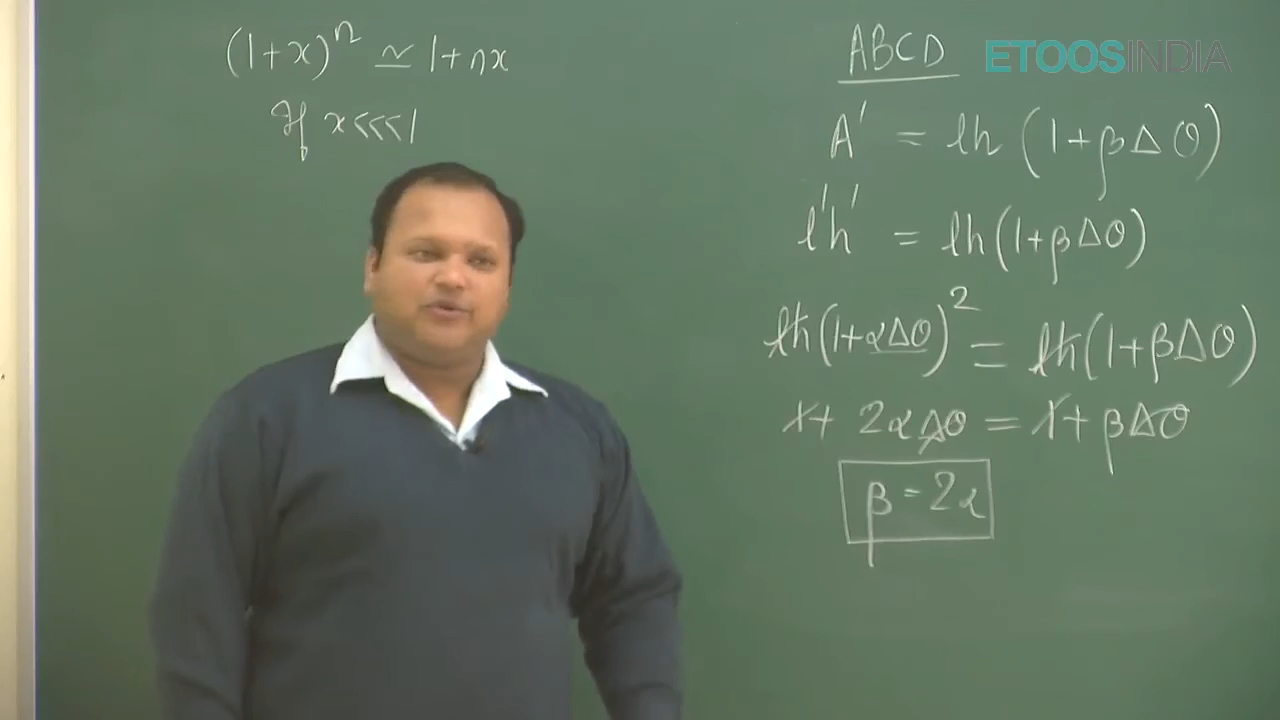 (1+x)^n ≃ 1+nx
If x<<<1
ABCD
ETOOSINDIA
A' = lh (1+βΔθ)
l'h' = lh(1+βΔθ)
lh(1+αΔθ)^2 = lh(1+βΔθ)
1+ 2αΔθ = 1+ βΔθ
β = 2α